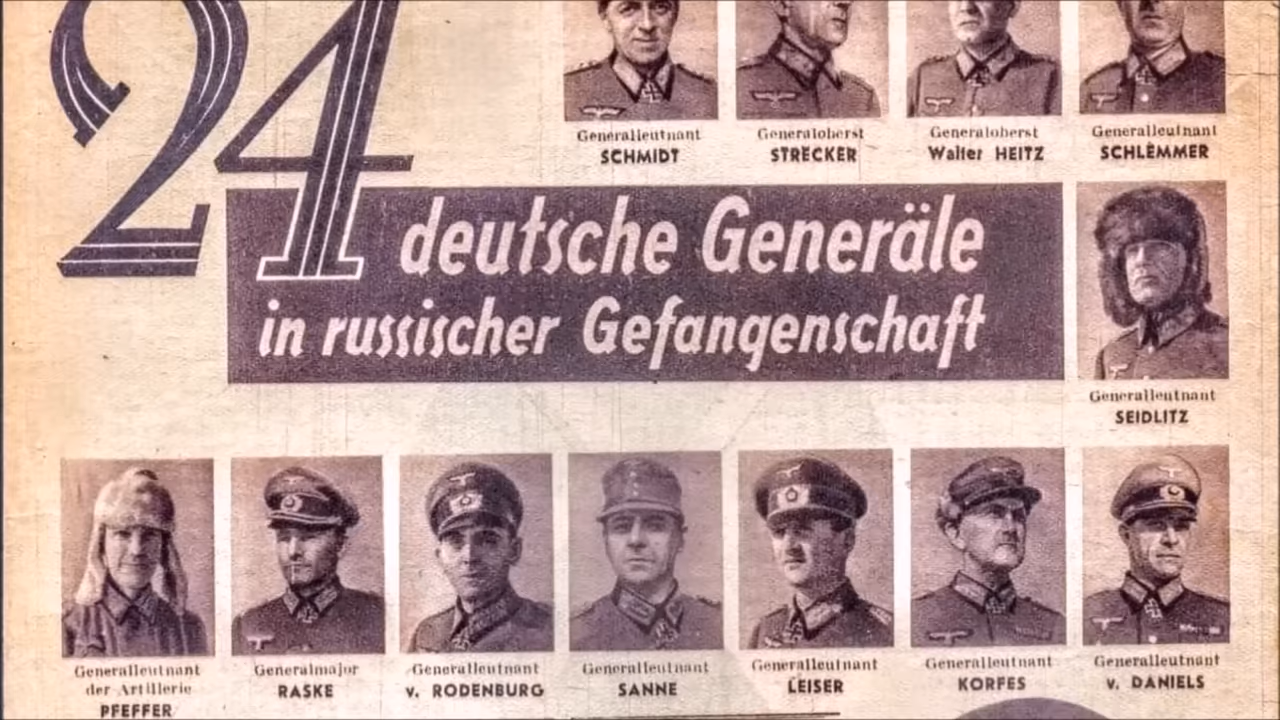 24
Generalleutnant
SCHMIDT
Generaloberst
STRECKER
Generaloberst
Walter HEITZ
Generalleutnant
SCHLEMMER
deutsche Generäle
in russischer Gefangenschaft
Generalleutnant
SEIDLITZ
Generalleutnant
der Artillerie
PFEFFER
Generalmajor
RASKE
Generalleutnant
v. RODENBURG
Generalleutnant
SANNE
Generalleutnant
LEISER
Generalleutnant
KORFES
Generalleutnant
v. DANIELS